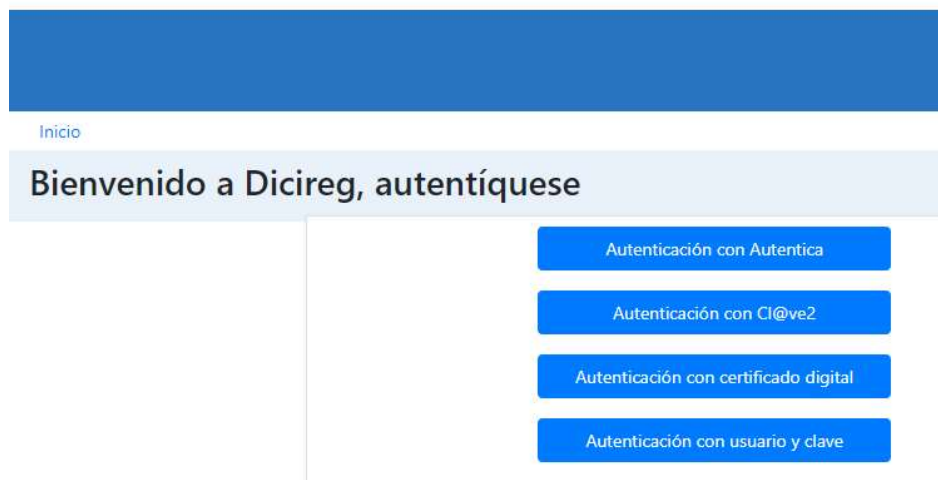 Inicio
Bienvenido a Dicireg, autentíquese
Autenticación con Autentica
Autenticación con Cl@ve2
Autenticación con certificado digital
Autenticación con usuario y clave